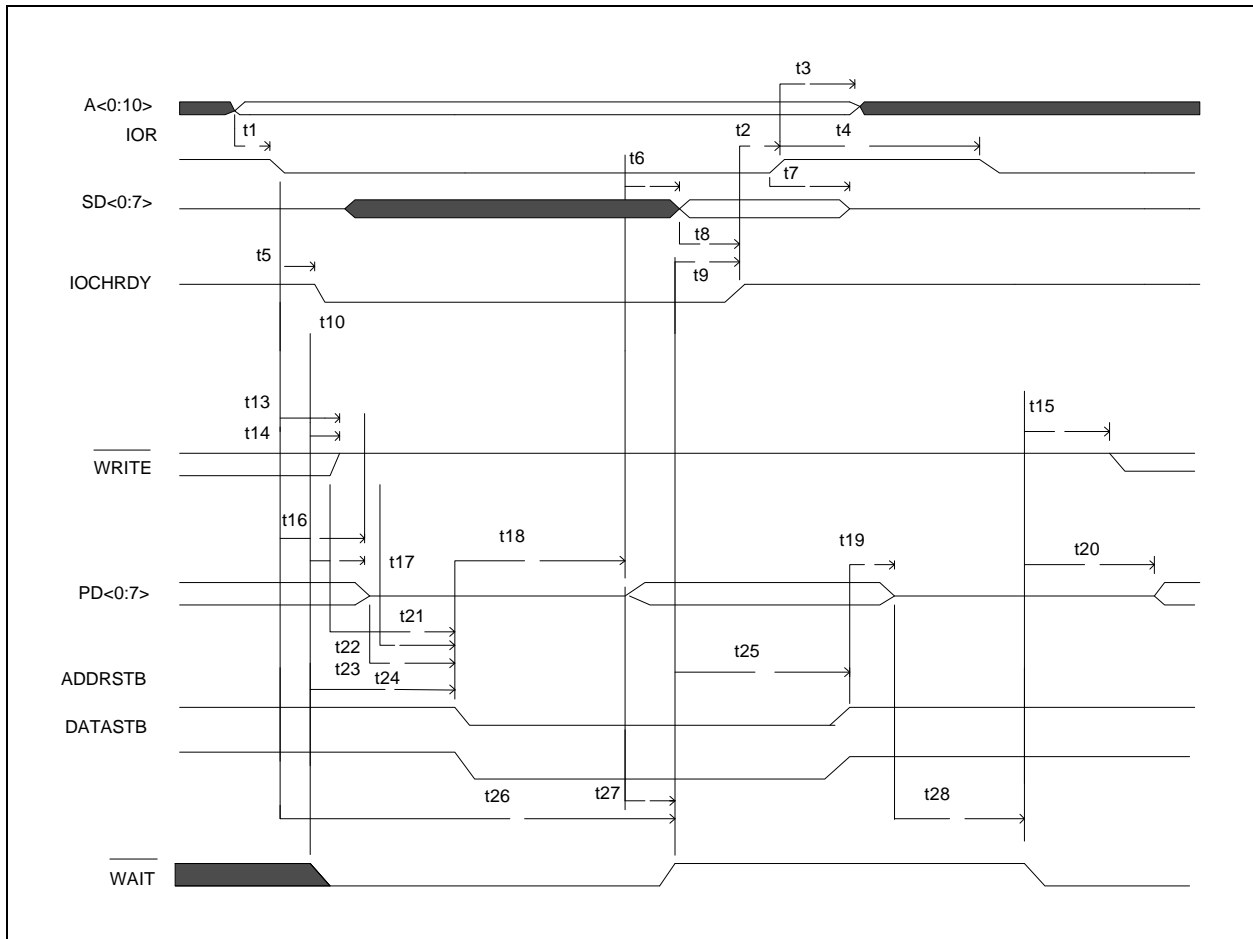 t3
A<0:10>
IOR
t1
t2
t4
t6
t7
SD<0:7>
t8
t5
t9
IOCHRDY
t10
t13
t15
t14
WRITE
t16
t18
t19
t17
t20
PD<0:7>
t21
t22
t23
t25
t24
ADDRSTB
DATASTB
t26
t27
t28
WAIT